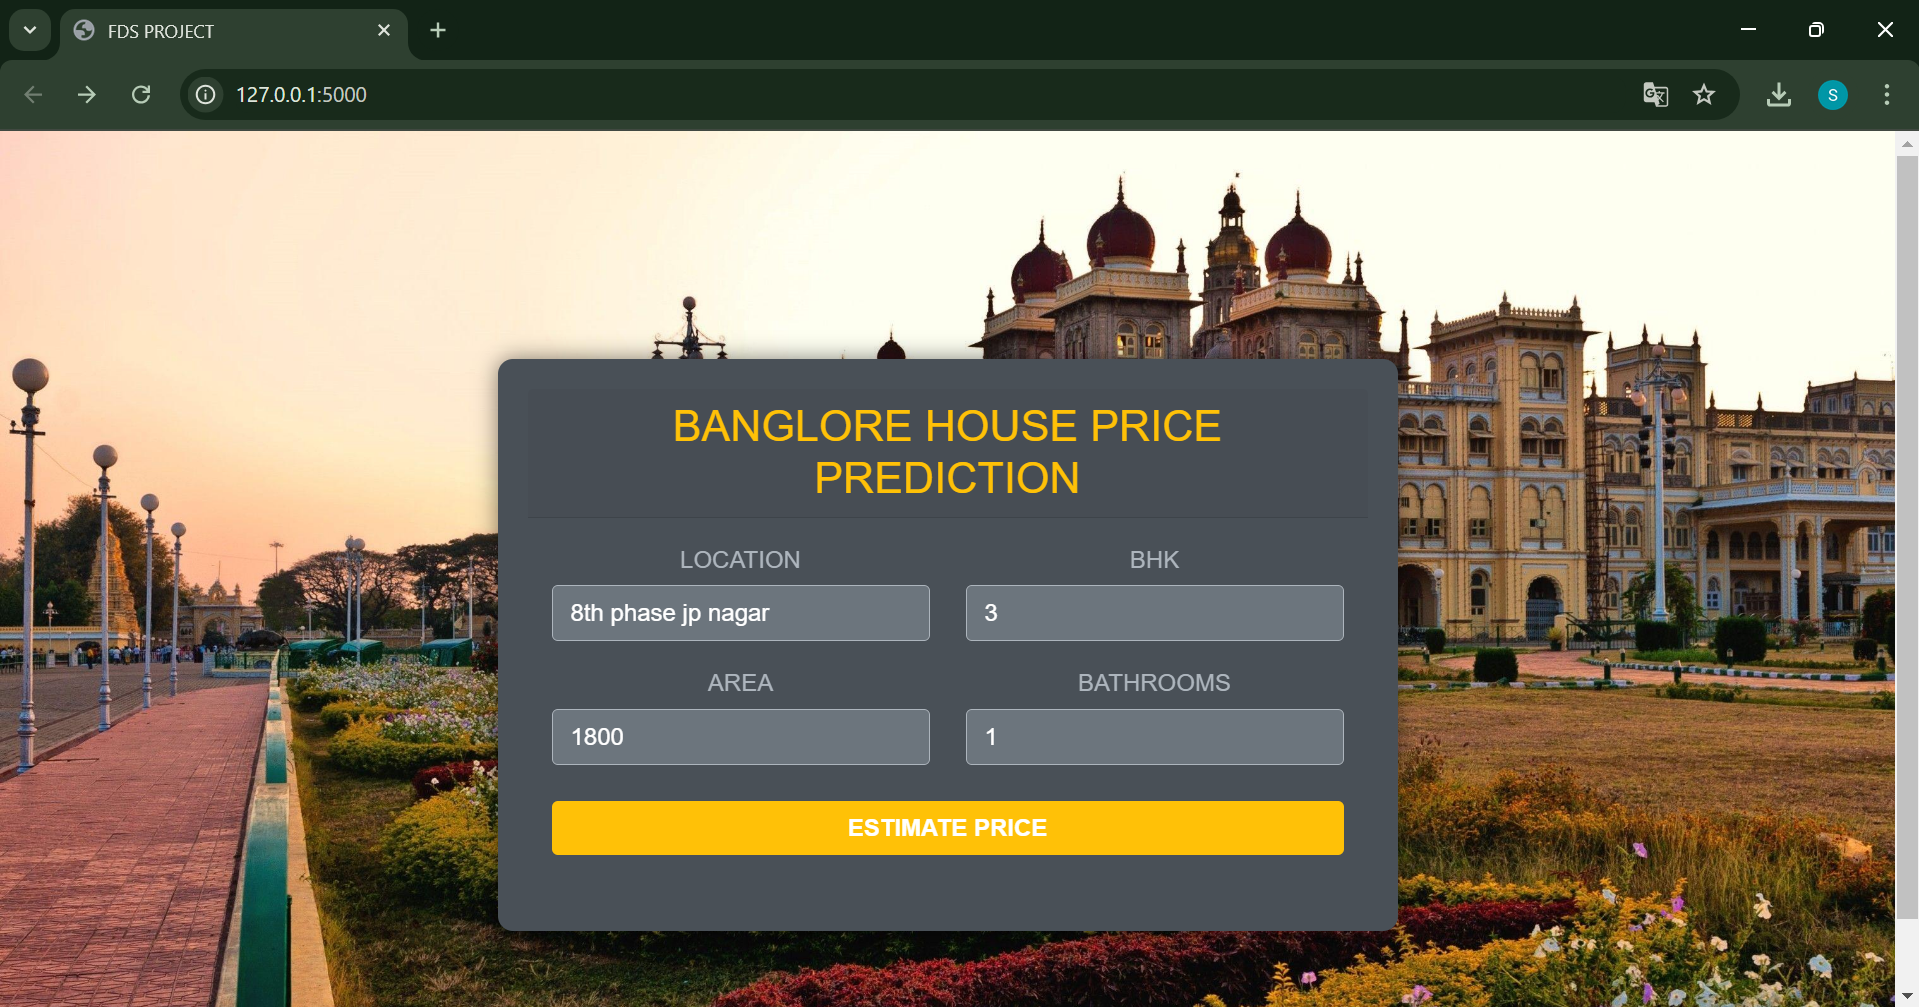 FDS PROJECT
127.0.0.1:5000
S
BANGLORE HOUSE PRICE
PREDICTION
LOCATION
BHK
8th phase jp nagar
3
AREA
BATHROOMS
1800
1
ESTIMATE PRICE